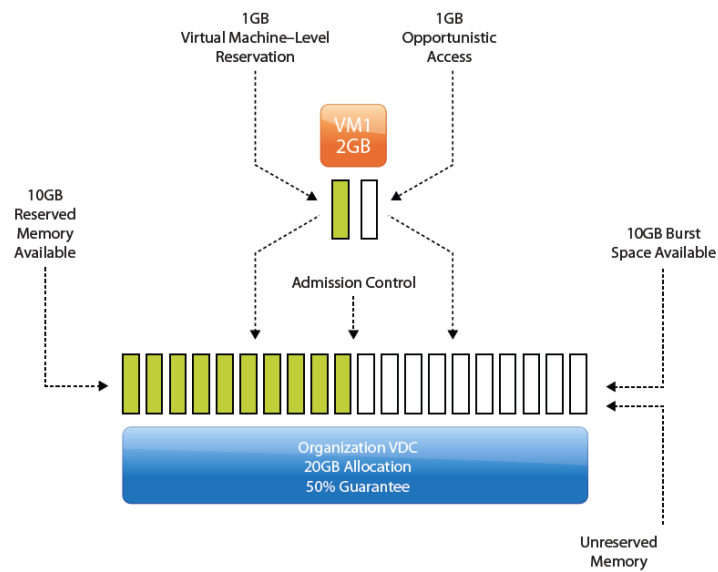 1GB
Virtual Machine–Level
Reservation
1GB
Opportunistic
Access
VM1
2GB
10GB
Reserved
Memory
Available
10GB Burst
Space Available
Admission Control
Organization VDC
20GB Allocation
50% Guarantee
Unreserved
Memory